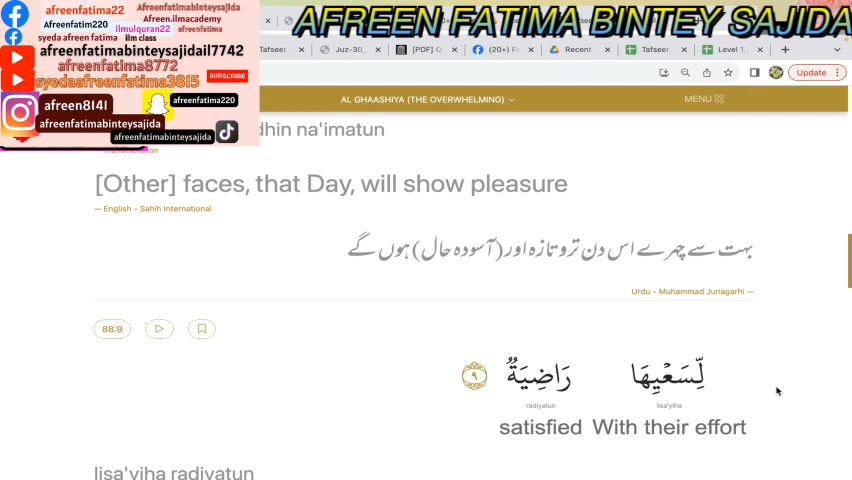 afreenfatima22
Afreenfatimabinteysajida
Afreen.ilmacademy
Afreenfatima220
ilmulquran22
afreenfatima
syeda afreen fatima
ilm class
afreenfatimabinteysajidail7742
afreenfatima8772
syedaafreenfatima3815
SUBSCRIBE
afreen8141
afreenfatima220
afreenfatimabinteysajida
afreenfatimabinteysajida
AFREEN FATIMA BINTEY SAJIDA
Tafseer
Juz-30_
[PDF] Q
(20+) Fa
Recent
Tafseer
Level 1,
Update
AL GHAASHIYA (THE OVERWHELMING)
MENU
dhin na'imatun
[Other] faces, that Day, will show pleasure
— English - Sahih International
بہت سے چہرے اس دن تروتازه اور (آسوده حال) ہوں گے
Urdu - Muhammad Junagarhi —
88:9
لِّسَعْيِهَا رَاضِيَةٌ ٩
lisa'yiha
radiyatun
satisfied With their effort
lisa'yiha radiyatun